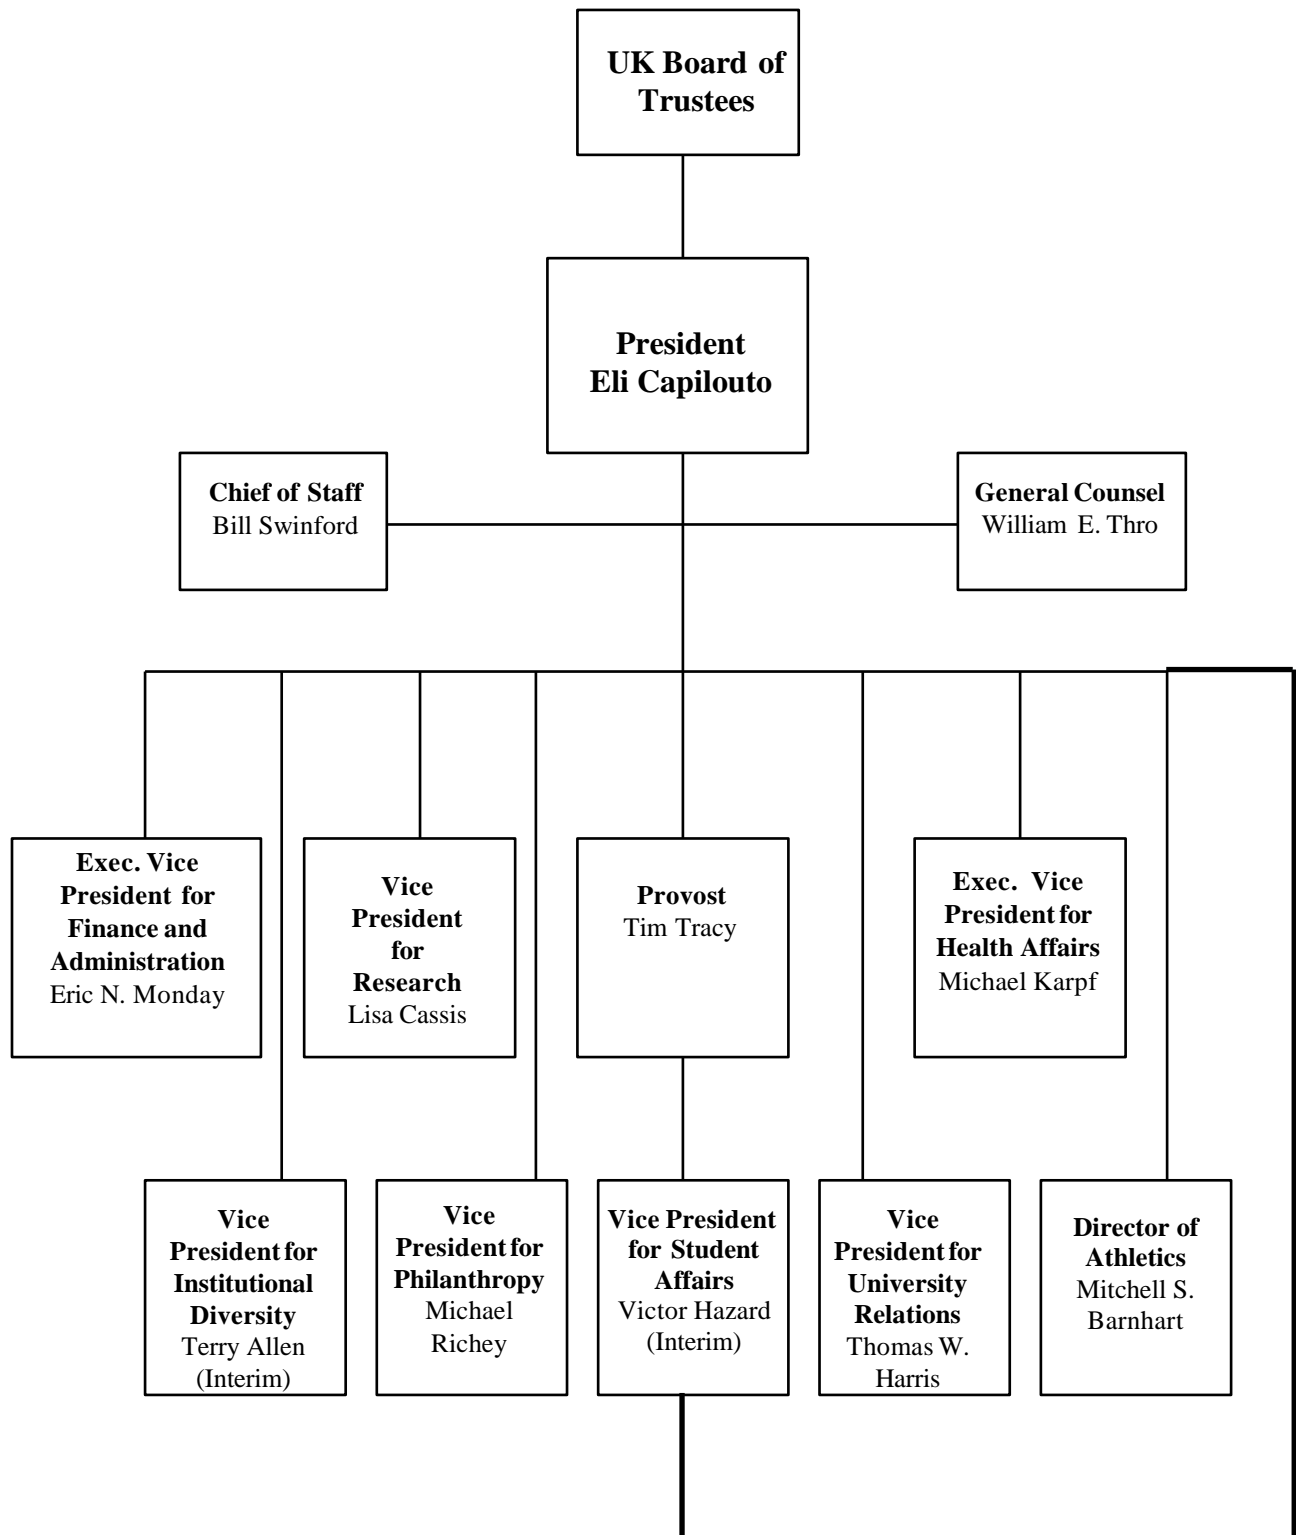 UK Board of
Trustees
President
Eli Capilouto
Chief of Staff
Bill Swinford
General Counsel
William E. Thro
Exec. Vice
President for
Finance and
Administration
Eric N. Monday
Vice
President
for
Research
Lisa Cassis
Provost
Tim Tracy
Exec. Vice
President for
Health Affairs
Michael Karpf
Vice
President for
Institutional
Diversity
Terry Allen
(Interim)
Vice
President for
Philanthropy
Michael
Richey
Vice President
for Student
Affairs
Victor Hazard
(Interim)
Vice
President for
University
Relations
Thomas W.
Harris
Director of
Athletics
Mitchell S.
Barnhart